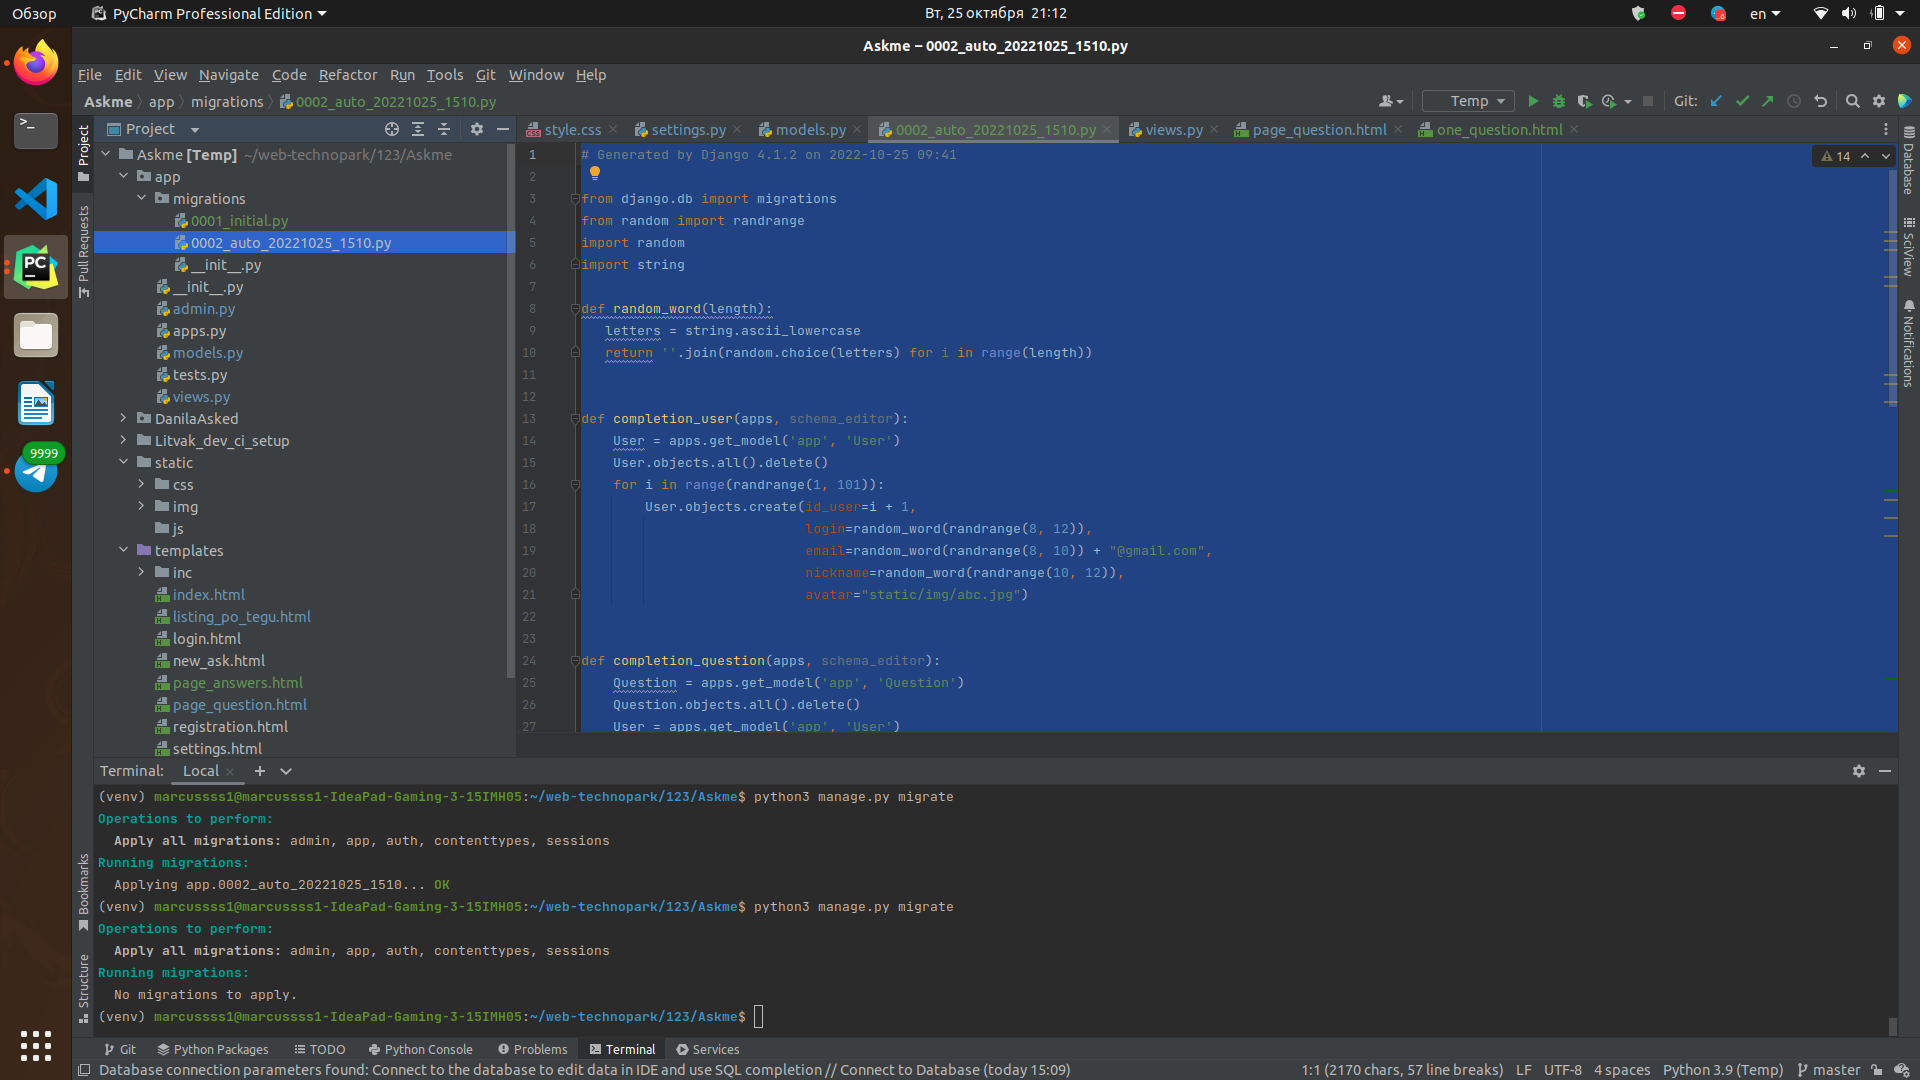 Обзор
PyCharm Professional Edition
Вт, 25 октября 21:12
en
Askme – 0002_auto_20221025_1510.py
File Edit View Navigate Code Refactor Run Tools Git Window Help
Askme app migrations 0002_auto_20221025_1510.py
Temp
Git:
Project
style.css
settings.py
models.py
0002_auto_20221025_1510.py
views.py
page_question.html
one_question.html
Project
Pull Requests
Bookmarks
Structure
Database
SciView
Notifications
Askme [Temp] ~/web-technopark/123/Askme
app
migrations
0001_initial.py
0002_auto_20221025_1510.py
__init__.py
__init__.py
admin.py
apps.py
models.py
tests.py
views.py
DanilaAsked
Litvak_dev_ci_setup
static
css
img
js
templates
inc
index.html
listing_po_tegu.html
login.html
new_ask.html
page_answers.html
page_question.html
registration.html
settings.html
9999
14
1 # Generated by Django 4.1.2 on 2022-10-25 09:41
2
3 from django.db import migrations
4 from random import randrange
5 import random
6 import string
7
8 def random_word(length):
9 letters = string.ascii_lowercase
10 return ''.join(random.choice(letters) for i in range(length))
11
12
13 def completion_user(apps, schema_editor):
14 User = apps.get_model('app', 'User')
15 User.objects.all().delete()
16 for i in range(randrange(1, 101)):
17 User.objects.create(id_user=i + 1,
18 login=random_word(randrange(8, 12)),
19 email=random_word(randrange(8, 10)) + "@gmail.com",
20 nickname=random_word(randrange(10, 12)),
21 avatar="static/img/abc.jpg")
22
23
24 def completion_question(apps, schema_editor):
25 Question = apps.get_model('app', 'Question')
26 Question.objects.all().delete()
27 User = apps.get_model('app', 'User')
Terminal: Local
(venv) marcussss1@marcussss1-IdeaPad-Gaming-3-15IMH05:~/web-technopark/123/Askme$ python3 manage.py migrate
Operations to perform:
Apply all migrations: admin, app, auth, contenttypes, sessions
Running migrations:
Applying app.0002_auto_20221025_1510... OK
(venv) marcussss1@marcussss1-IdeaPad-Gaming-3-15IMH05:~/web-technopark/123/Askme$ python3 manage.py migrate
Operations to perform:
Apply all migrations: admin, app, auth, contenttypes, sessions
Running migrations:
No migrations to apply.
(venv) marcussss1@marcussss1-IdeaPad-Gaming-3-15IMH05:~/web-technopark/123/Askme$
Git Python Packages TODO Python Console Problems Terminal Services
Database connection parameters found: Connect to the database to edit data in IDE and use SQL completion // Connect to Database (today 15:09)
1:1 (2170 chars, 57 line breaks) LF UTF-8 4 spaces Python 3.9 (Temp) master